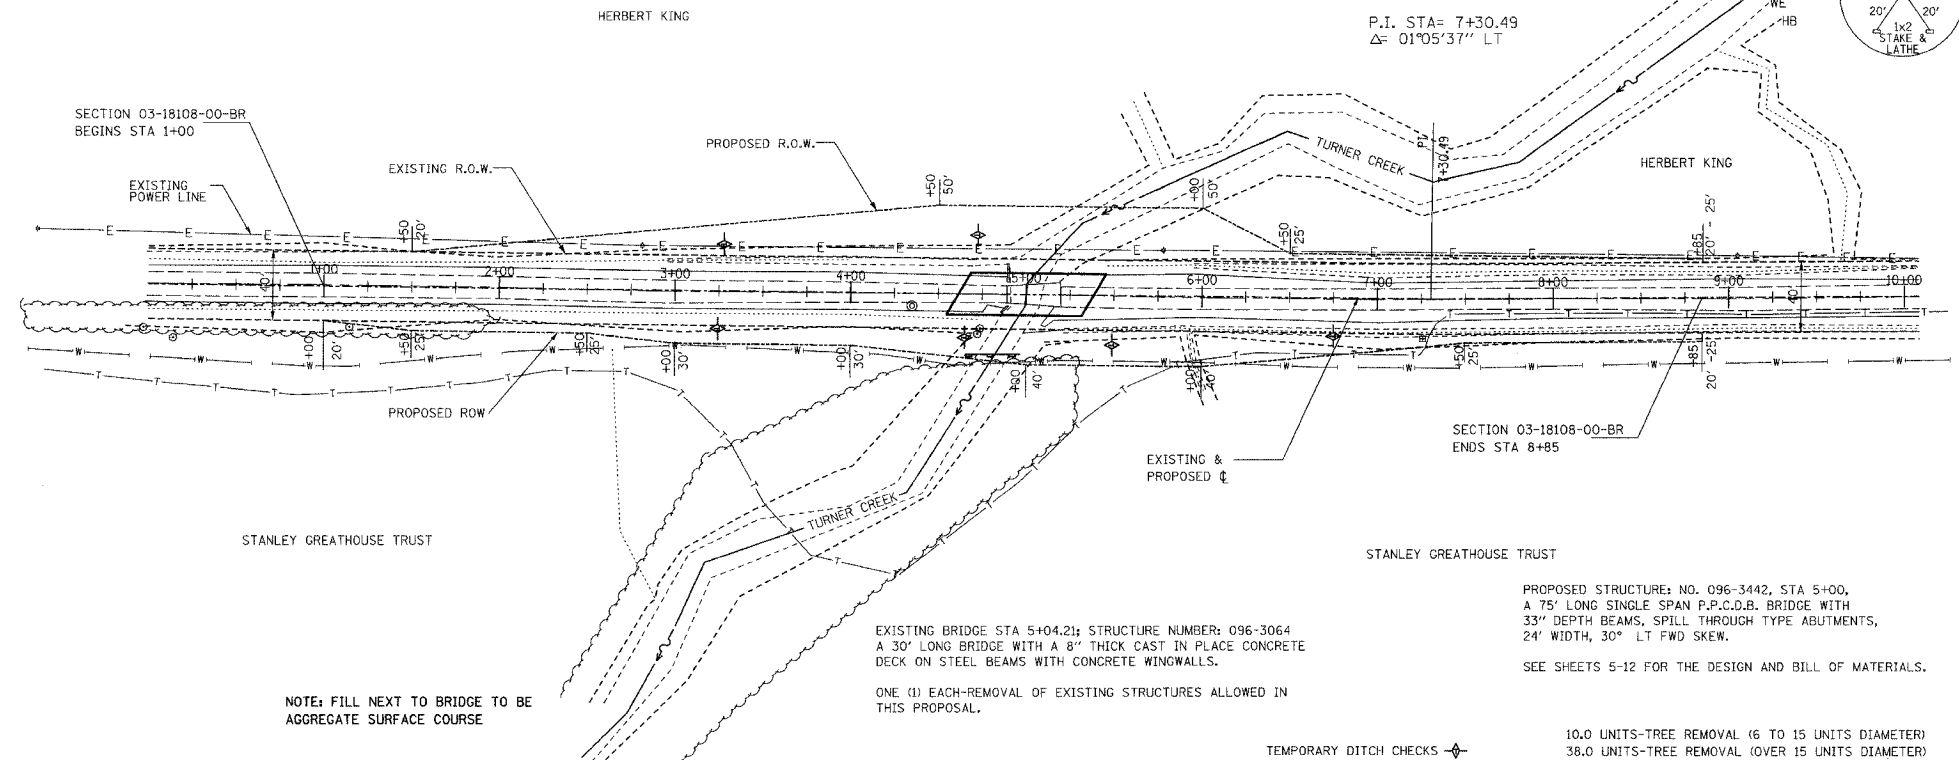 HERBERT KING
P.I. STA= 7+30.49
Δ= 01°05'37" LT
WE
HB
20' 20'
1x2
STAKE &
LATHE
SECTION 03-18108-00-BR
BEGINS STA 1+00
EXISTING
POWER LINE
EXISTING R.O.W.
PROPOSED R.O.W.
TURNER CREEK
PI
7+30.49
HERBERT KING
+50
20'
+50
50'
+00
50'
+50
25'
+85
20' - 25'
E E E E E E E E E E E E E E E E E E E E E E E
40'
1+00 2+00 3+00 4+00 5+00 6+00 7+00 8+00 9+00 10+00
40'
+00
20'
+50
25'
+50
25'
+00
30'
+00
30'
+00
40'
+00
40'
+50
25'
+85
20' - 25'
W W W W W W W W W W W W W W W
T T T T T T T T T T T T T T T
PROPOSED ROW
EXISTING &
PROPOSED ℄
SECTION 03-18108-00-BR
ENDS STA 8+85
TURNER CREEK
STANLEY GREATHOUSE TRUST
STANLEY GREATHOUSE TRUST
PROPOSED STRUCTURE: NO. 096-3442, STA 5+00,
A 75' LONG SINGLE SPAN P.P.C.D.B. BRIDGE WITH
33" DEPTH BEAMS, SPILL THROUGH TYPE ABUTMENTS,
24' WIDTH, 30° LT FWD SKEW.
SEE SHEETS 5-12 FOR THE DESIGN AND BILL OF MATERIALS.
EXISTING BRIDGE STA 5+04.21; STRUCTURE NUMBER: 096-3064
A 30' LONG BRIDGE WITH A 8" THICK CAST IN PLACE CONCRETE
DECK ON STEEL BEAMS WITH CONCRETE WINGWALLS.
ONE (1) EACH-REMOVAL OF EXISTING STRUCTURES ALLOWED IN
THIS PROPOSAL.
NOTE: FILL NEXT TO BRIDGE TO BE
AGGREGATE SURFACE COURSE
TEMPORARY DITCH CHECKS
10.0 UNITS-TREE REMOVAL (6 TO 15 UNITS DIAMETER)
38.0 UNITS-TREE REMOVAL (OVER 15 UNITS DIAMETER)